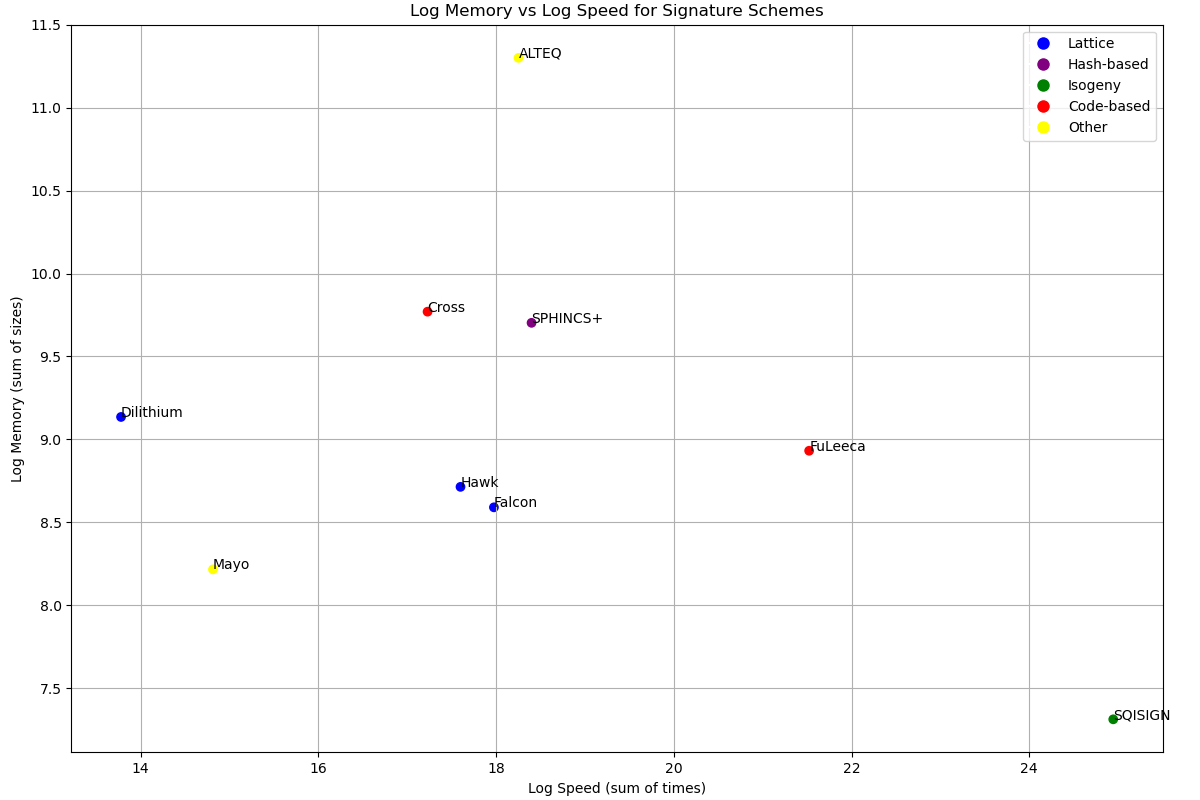 Log Memory vs Log Speed for Signature Schemes
11.5
11.0
10.5
10.0
9.5
9.0
8.5
8.0
7.5
Log Memory (sum of sizes)
ALTEQ
Cross
SPHINCS+
Dilithium
FuLeeca
Hawk
Falcon
Mayo
SQISIGN
Lattice
Hash-based
Isogeny
Code-based
Other
14 16 18 20 22 24
Log Speed (sum of times)